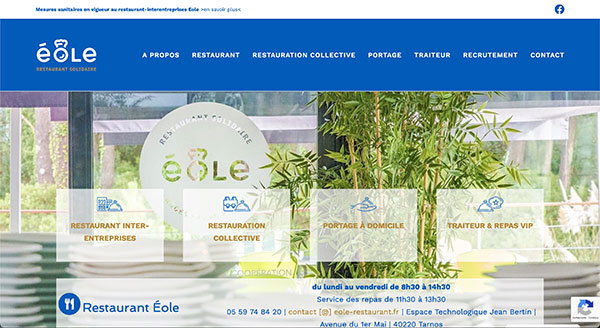 Mesures sanitaires en vigueur au restaurant-interentreprises Eole >en savoir plus<
éOLE
RESTAURANT SOLIDAIRE
A PROPOS RESTAURANT RESTAURATION COLLECTIVE PORTAGE TRAITEUR RECRUTEMENT CONTACT
RESTAURANT SOLIDAIRE
éOLE
RESTAURANT INTER-
ENTREPRISES
RESTAURATION
COLLECTIVE
PORTAGE À DOMICILE
TRAITEUR & REPAS VIP
COOPÉRATION
Restaurant Éole
du lundi au vendredi de 8h30 à 14h30
Service des repas de 11h30 à 13h30
05 59 74 84 20 | contact [@] eole-restaurant.fr | Espace Technologique Jean Bertin |
Avenue du 1er Mai | 40220 Tarnos